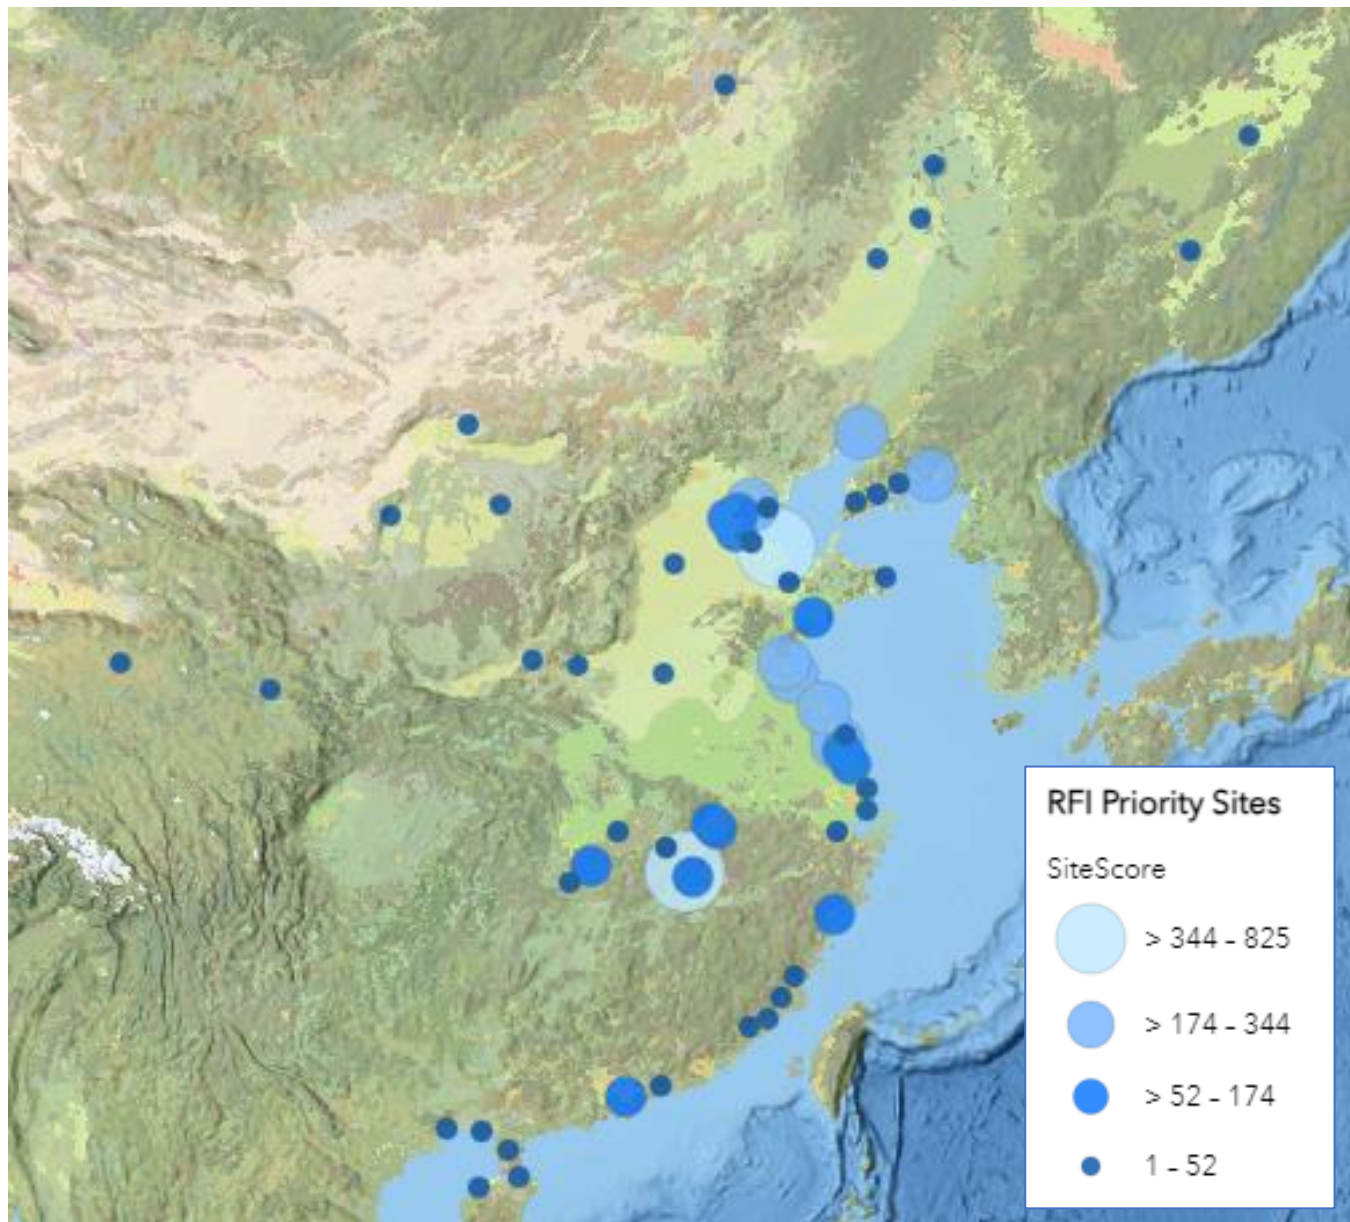 RFI Priority Sites
SiteScore
> 344 - 825
> 174 - 344
> 52 - 174
1 - 52